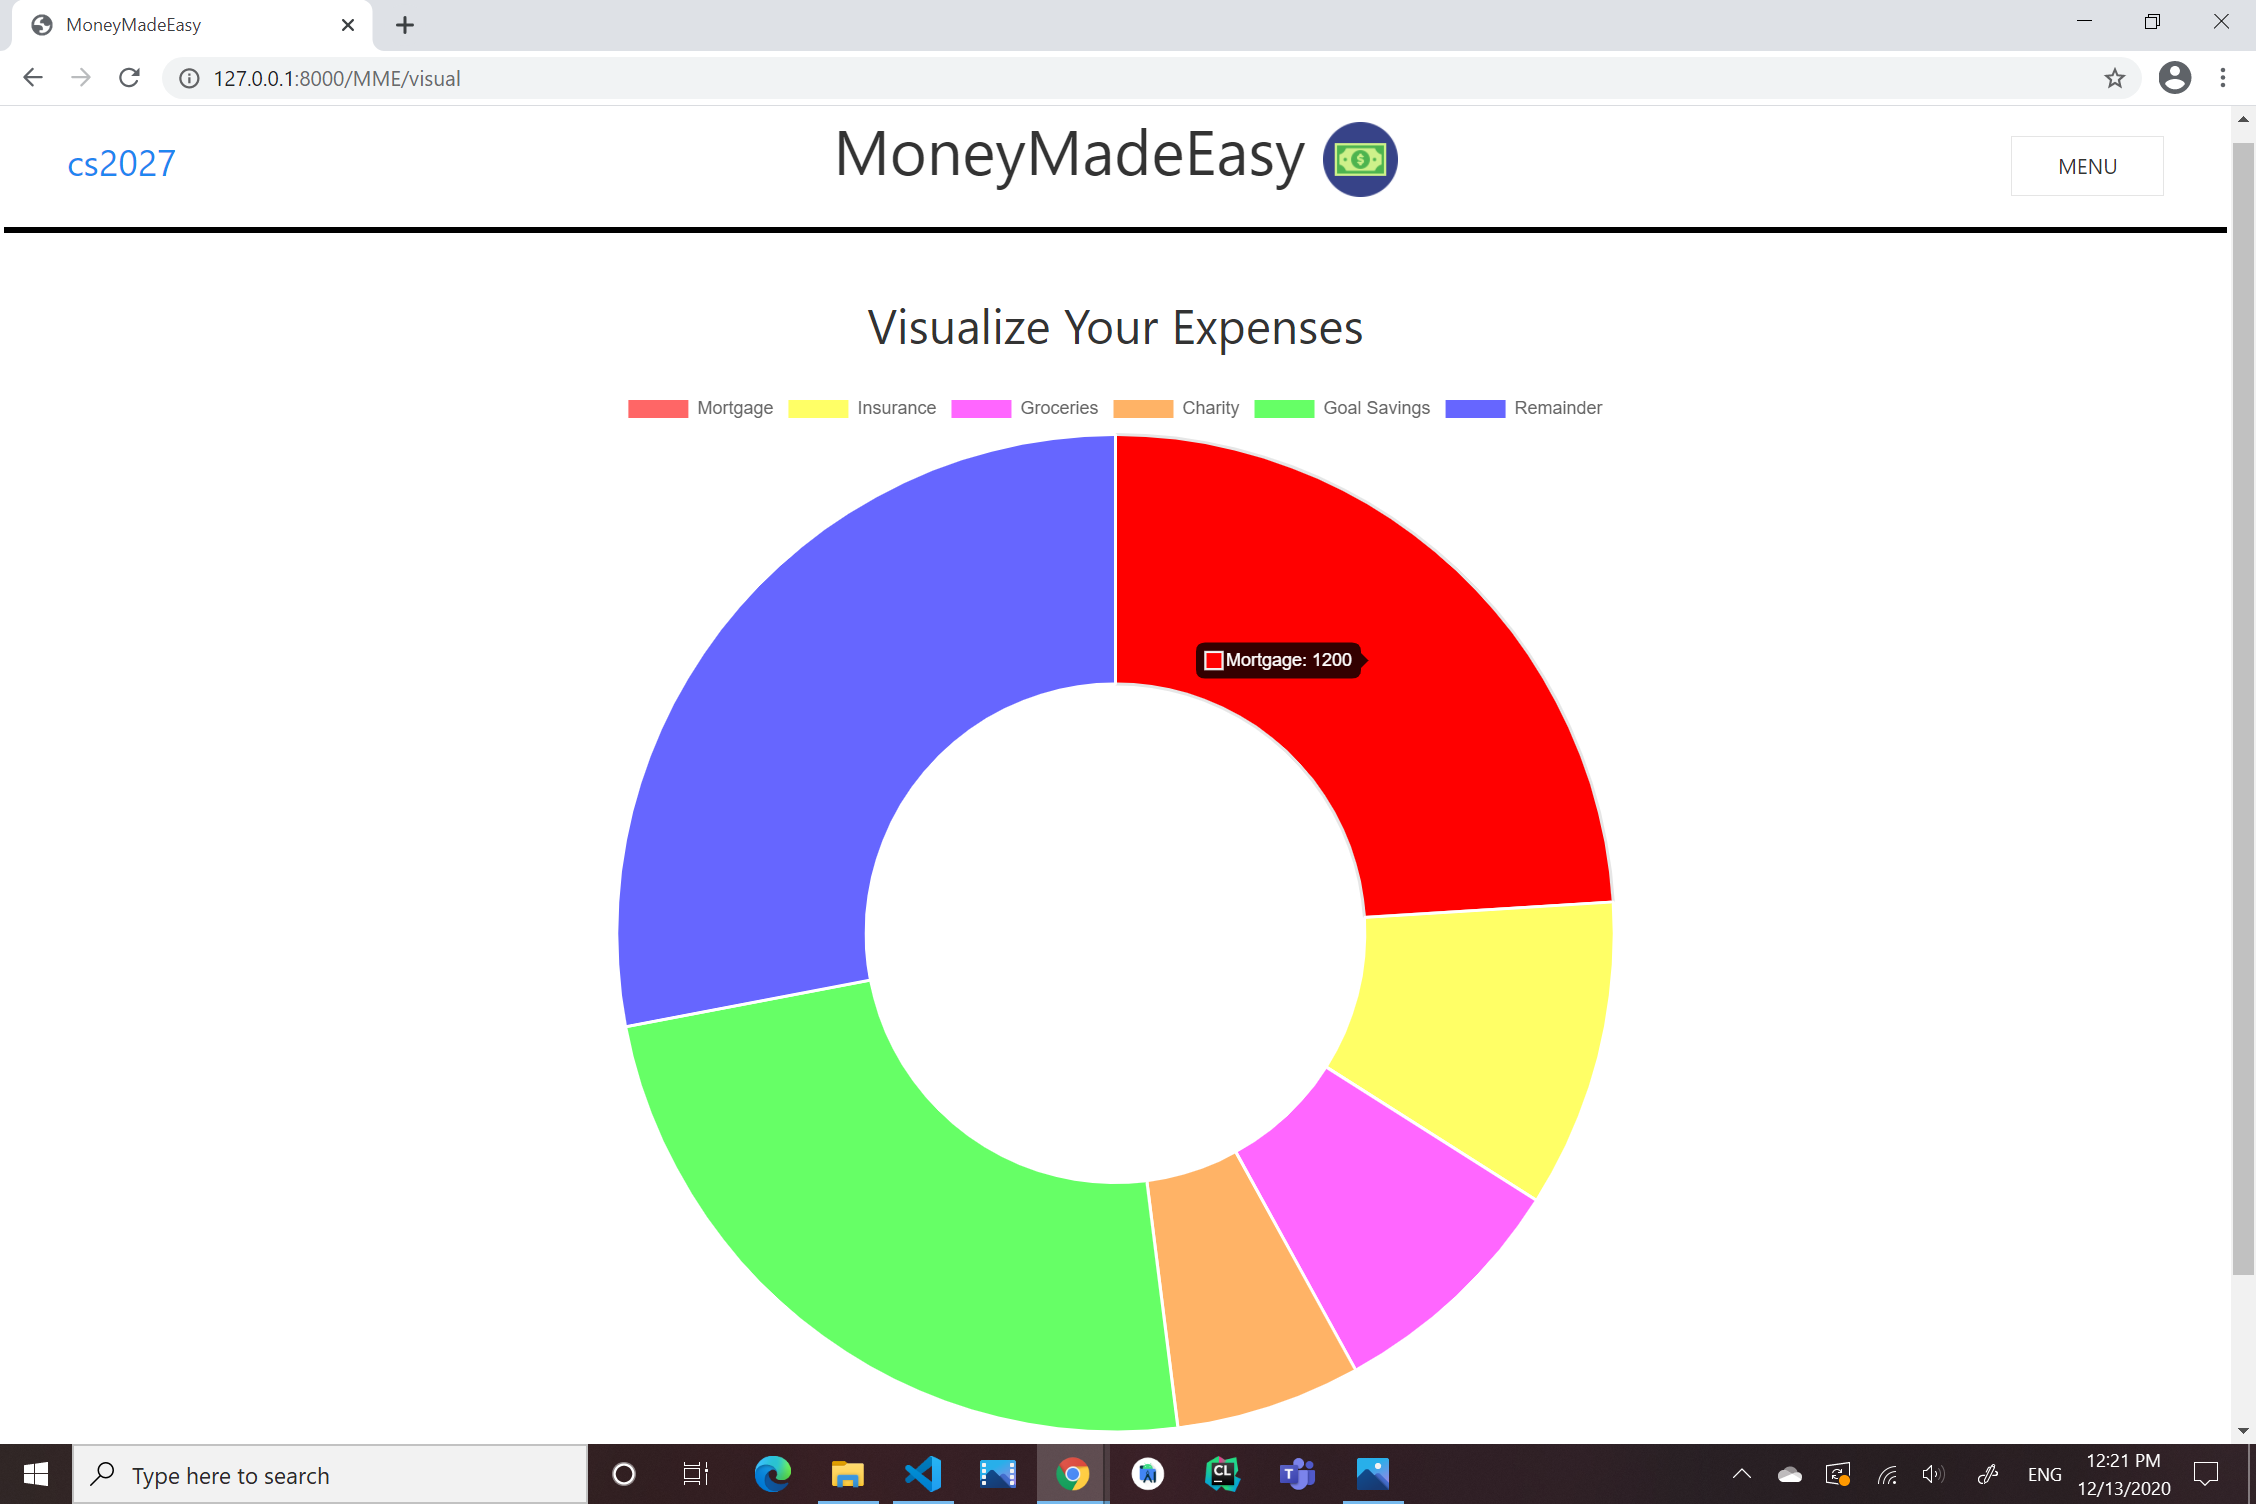 MoneyMadeEasy
127.0.0.1:8000/MME/visual
cs2027
MoneyMadeEasy
MENU
Visualize Your Expenses
Mortgage Insurance Groceries Charity Goal Savings Remainder
Mortgage: 1200
Type here to search
CL
T
ENG
12:21 PM
12/13/2020